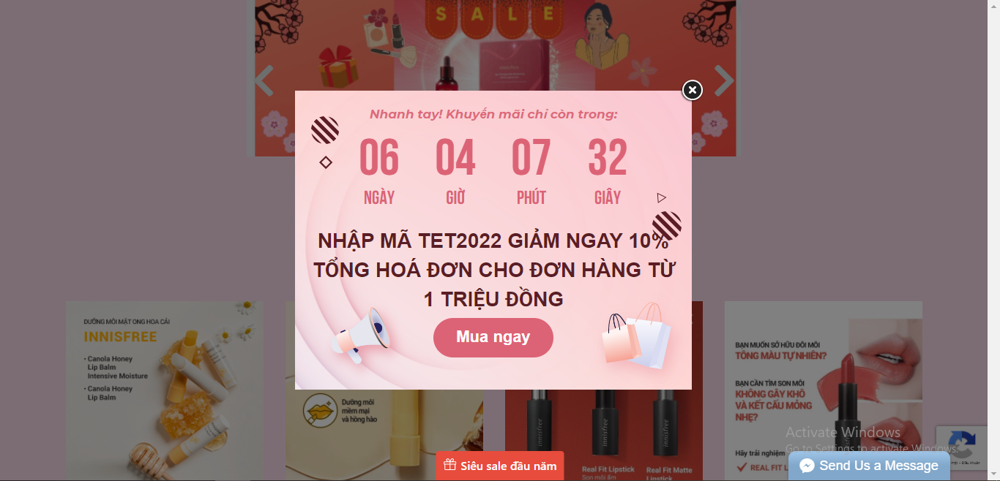 SALE
Nhanh tay! Khuyến mãi chỉ còn trong:
06 04 07 32
NGÀY GIỜ PHÚT GIÂY
NHẬP MÃ TET2022 GIẢM NGAY 10%
TỔNG HOÁ ĐƠN CHO ĐƠN HÀNG TỪ
1 TRIỆU ĐỒNG
Mua ngay
DƯỠNG MÔI MẬT ONG HOA CẢI
INNISFREE
• Canola Honey
Lip Balm
Intensive Moisture
• Canola Honey
Lip Balm
Dưỡng môi
mềm mại
và hồng hào
innisfree
innisfree
innisfree
Real Fit Lipstick
Son môi ẩm
Real Fit Matte
Lipstick
BẠN MUỐN SỞ HỮU ĐÔI MÔI
TÔNG MÀU TỰ NHIÊN?
BẠN CẦN TÌM SON MÔI
KHÔNG GÂY KHÔ
VÀ KẾT CẤU MỎNG
NHẸ?
Hãy trải nghiệm
REAL FIT L
Activate Windows
Go to Settings to activate Windows.
Siêu sale đầu năm
Send Us a Message